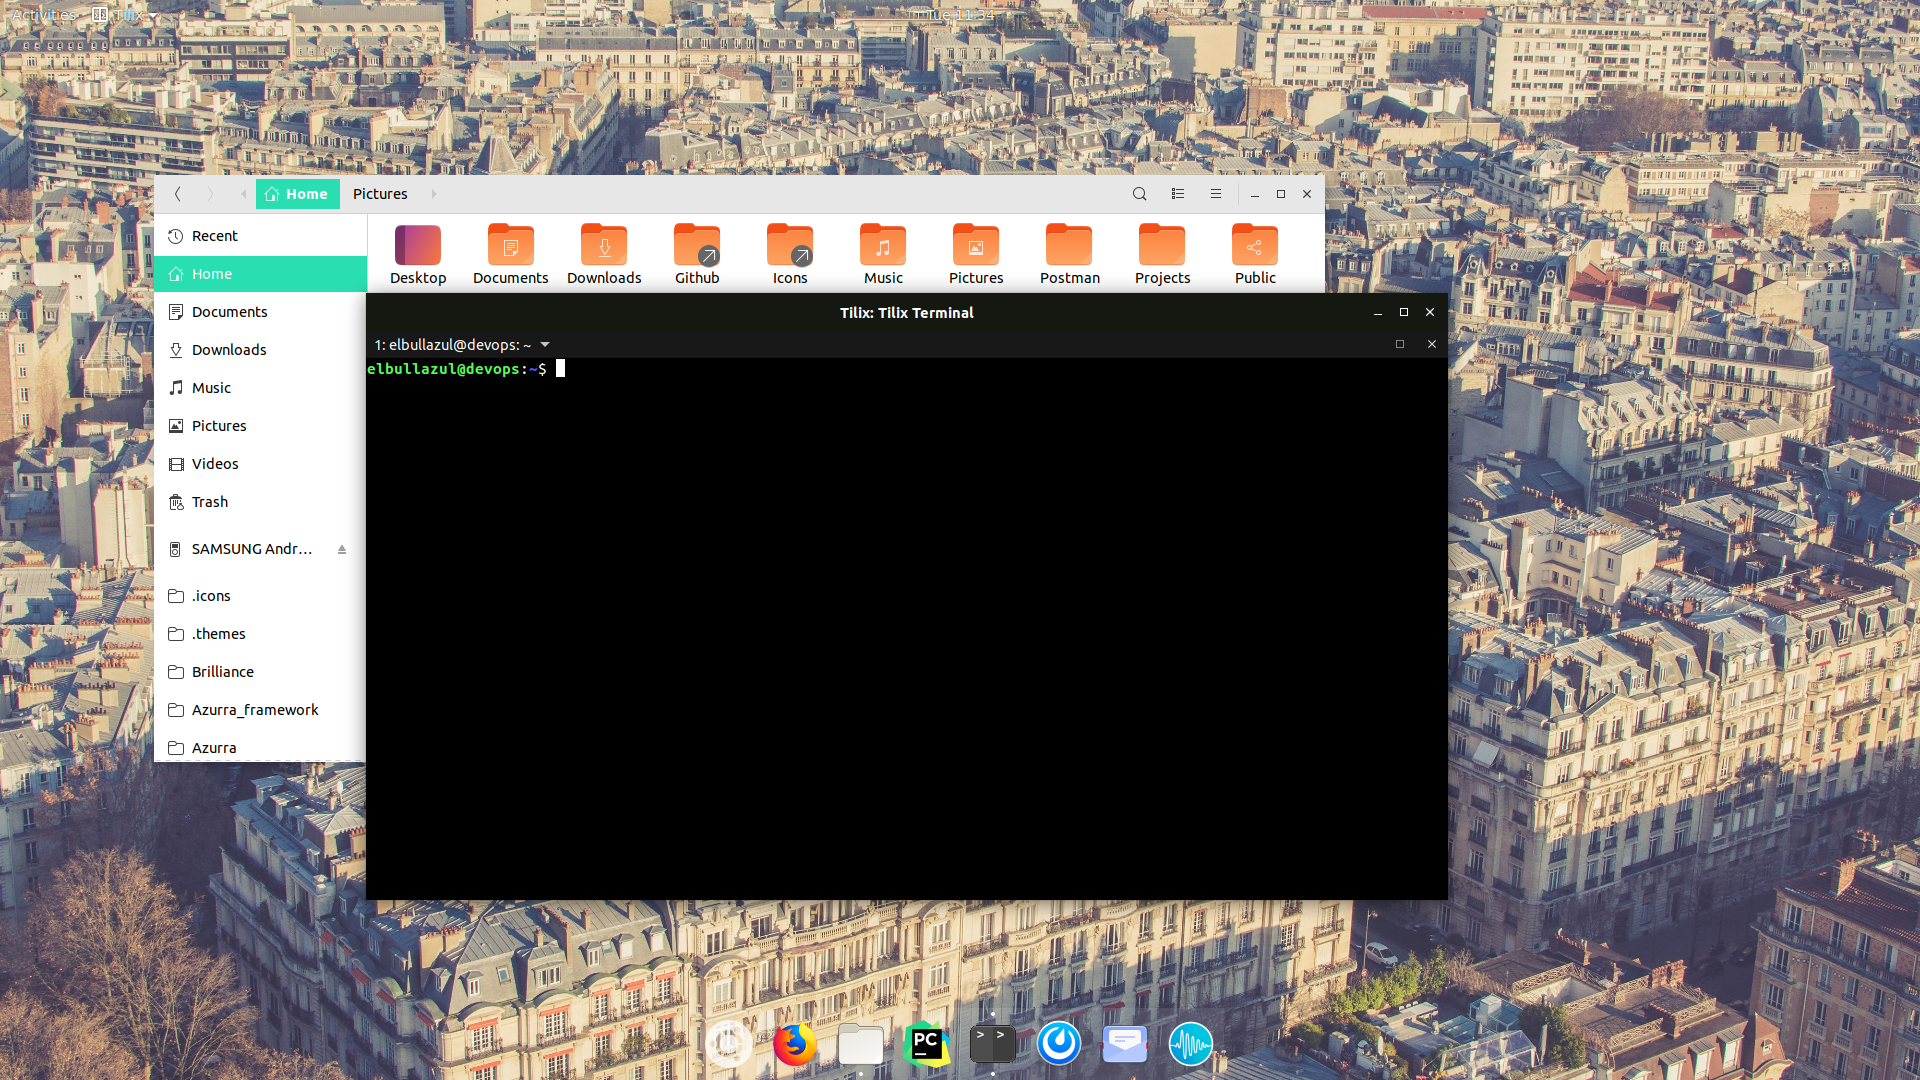 Activities Tilix
Tue 11:34
Home Pictures
Recent
Home
Documents
Downloads
Music
Pictures
Videos
Trash
SAMSUNG Andr…
.icons
.themes
Brilliance
Azurra_framework
Azurra
Desktop Documents Downloads Github Icons Music Pictures Postman Projects Public
Tilix: Tilix Terminal
1: elbullazul@devops: ~
elbullazul@devops:~$
PC
> >